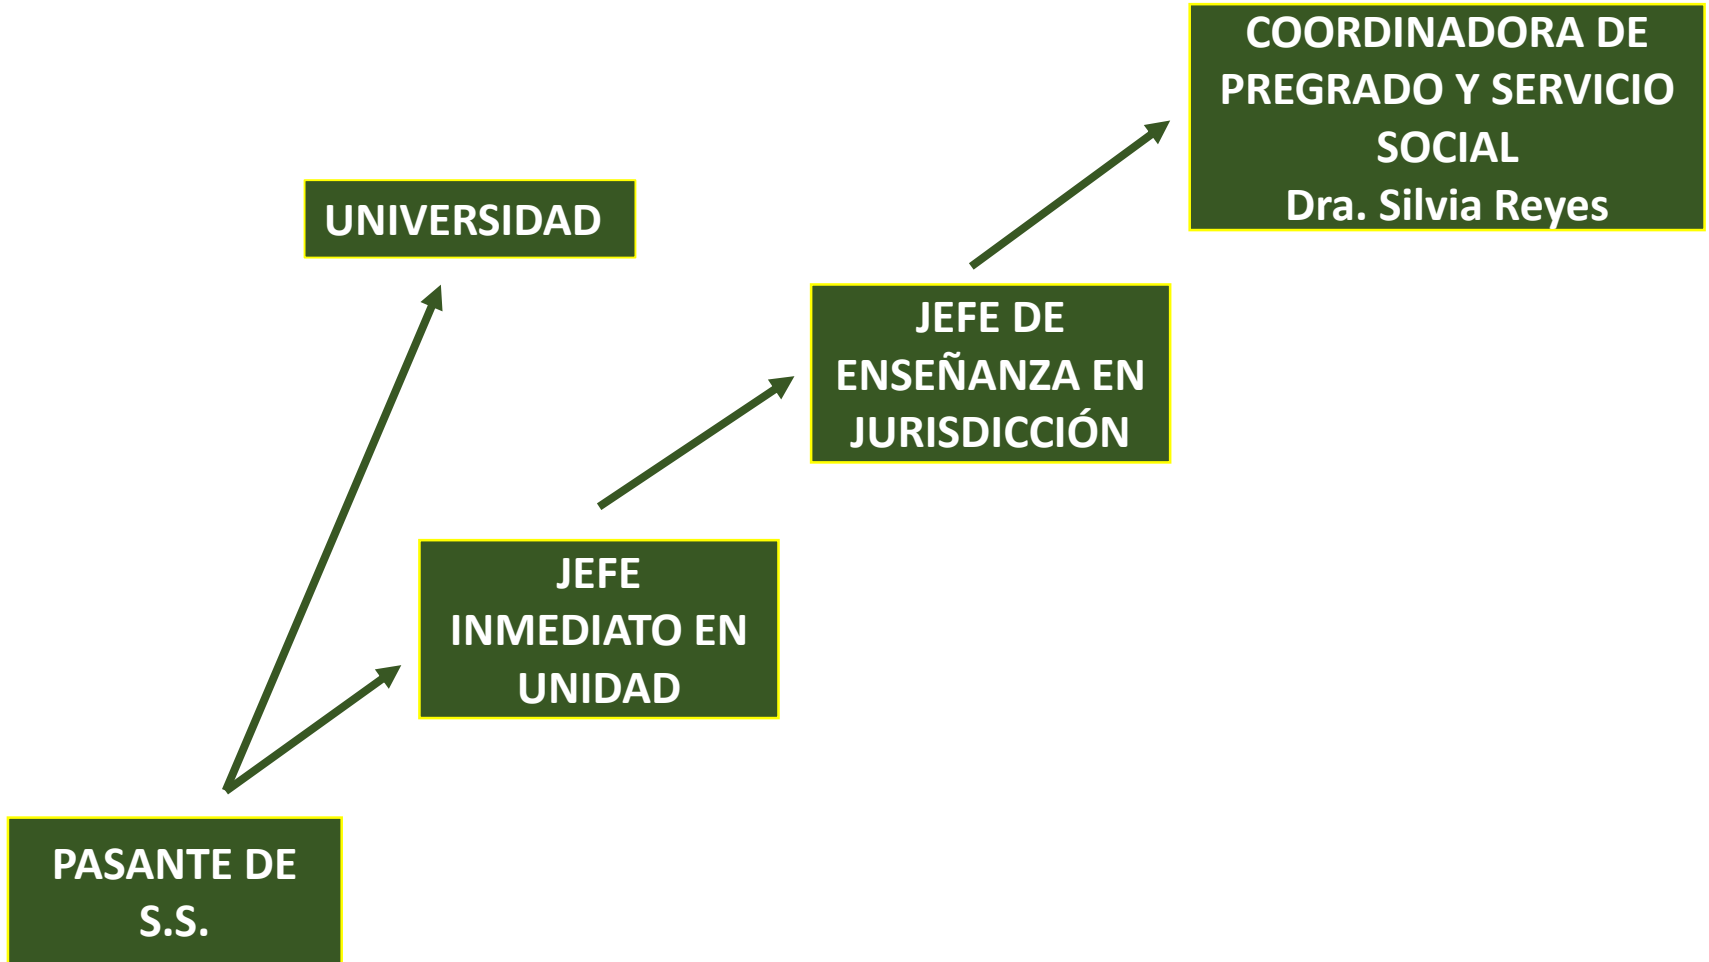 COORDINADORA DE
PREGRADO Y SERVICIO
SOCIAL
Dra. Silvia Reyes
UNIVERSIDAD
JEFE DE
ENSEÑANZA EN
JURISDICCIÓN
JEFE
INMEDIATO EN
UNIDAD
PASANTE DE
S.S.